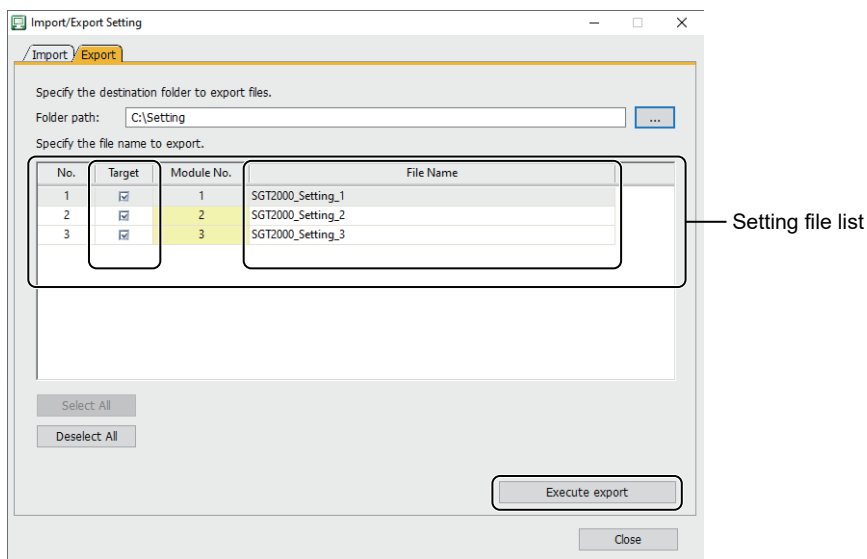 Import/Export Setting
Import Export
Specify the destination folder to export files.
Folder path: C:\Setting ...
Specify the file name to export.
No. Target Module No. File Name
1 1 SGT2000_Setting_1
2 2 SGT2000_Setting_2
3 3 SGT2000_Setting_3
Setting file list
Select All
Deselect All
Execute export
Close